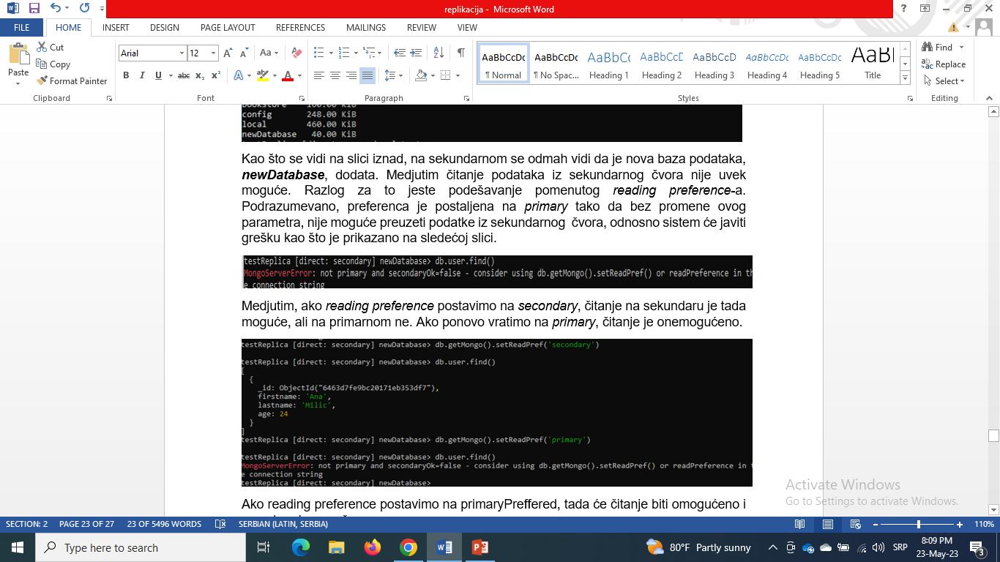 replikacija - Microsoft Word
FILE HOME INSERT DESIGN PAGE LAYOUT REFERENCES MAILINGS REVIEW VIEW
Paste Cut Copy Format Painter
Arial 12
AaBbCcDc AaBbCcDc AaBbCc AaBbCcD AaBbCcD AaBbCcDc AaBbCcDc AaBl
¶ Normal ¶ No Spac... Heading 1 Heading 2 Heading 3 Heading 4 Heading 5 Title
Find Replace Select
Clipboard Font Paragraph Styles Editing
bookstore 160.00 KiB
config 248.00 KiB
local 460.00 KiB
newDatabase 40.00 KiB
Kao što se vidi na slici iznad, na sekundarnom se odmah vidi da je nova baza podataka,
newDatabase, dodata. Medjutim čitanje podataka iz sekundarnog čvora nije uvek
moguće. Razlog za to jeste podešavanje pomenutog reading preference-a.
Podrazumevano, preferenca je postaljena na primary tako da bez promene ovog
parametra, nije moguće preuzeti podatke iz sekundarnog čvora, odnosno sistem će javiti
grešku kao što je prikazano na sledećoj slici.
testReplica [direct: secondary] newDatabase> db.user.find()
MongoServerError: not primary and secondaryOk=false - consider using db.getMongo().setReadPref() or readPreference in th
e connection string
Medjutim, ako reading preference postavimo na secondary, čitanje na sekundaru je tada
moguće, ali na primarnom ne. Ako ponovo vratimo na primary, čitanje je onemogućeno.
testReplica [direct: secondary] newDatabase> db.getMongo().setReadPref('secondary')
testReplica [direct: secondary] newDatabase> db.user.find()
[
{
_id: ObjectId("6463d7fe9bc20171eb353df7"),
firstname: 'Ana',
lastname: 'Milic',
age: 24
}
]
testReplica [direct: secondary] newDatabase> db.getMongo().setReadPref('primary')
testReplica [direct: secondary] newDatabase> db.user.find()
MongoServerError: not primary and secondaryOk=false - consider using db.getMongo().setReadPref() or readPreference in t
e connection string
testReplica [direct: secondary] newDatabase>
Ako reading preference postavimo na primaryPreffered, tada će čitanje biti omogućeno i
Activate Windows
Go to Settings to activate Windows.
SECTION: 2 PAGE 23 OF 27 23 OF 5496 WORDS SERBIAN (LATIN, SERBIA) 110%
Type here to search 80°F Partly sunny SRP 8:09 PM
23-May-23 3